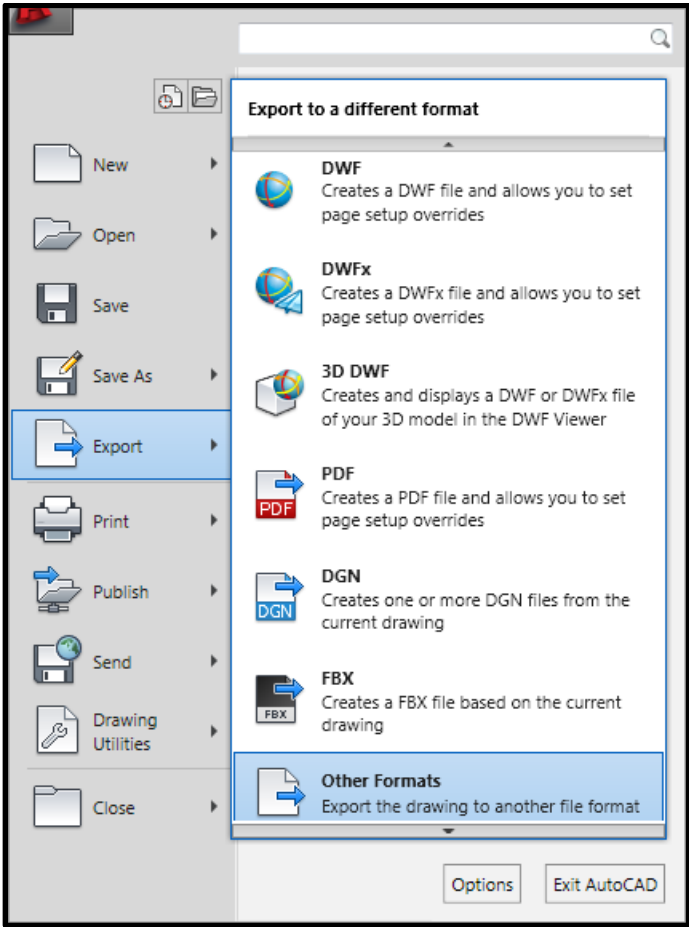 Export to a different format
New
Open
Save
Save As
Export
Print
Publish
Send
Drawing
Utilities
Close
DWF
Creates a DWF file and allows you to set
page setup overrides
DWFx
Creates a DWFx file and allows you to set
page setup overrides
3D DWF
Creates and displays a DWF or DWFx file
of your 3D model in the DWF Viewer
PDF
PDF
Creates a PDF file and allows you to set
page setup overrides
DGN
DGN
Creates one or more DGN files from the
current drawing
FBX
FBX
Creates a FBX file based on the current
drawing
Other Formats
Export the drawing to another file format
Options
Exit AutoCAD